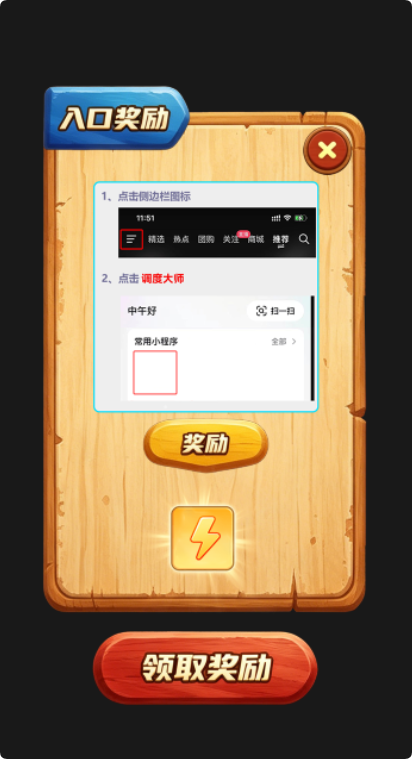 入口奖励
1、点击侧边栏图标
11:51
精选 热点 团购 关注 商城 推荐
2、点击 调度大师
中午好
扫一扫
常用小程序
全部
奖励
领取奖励